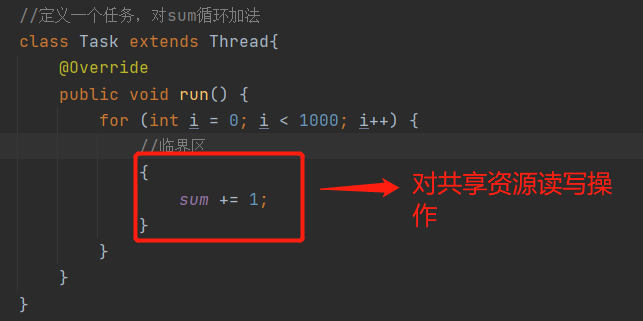 //定义一个任务，对sum循环加法
class Task extends Thread{
@Override
public void run() {
for (int i = 0; i < 1000; i++) {
//临界区
{
sum += 1;
}
对共享资源读写操
作
}
}
}